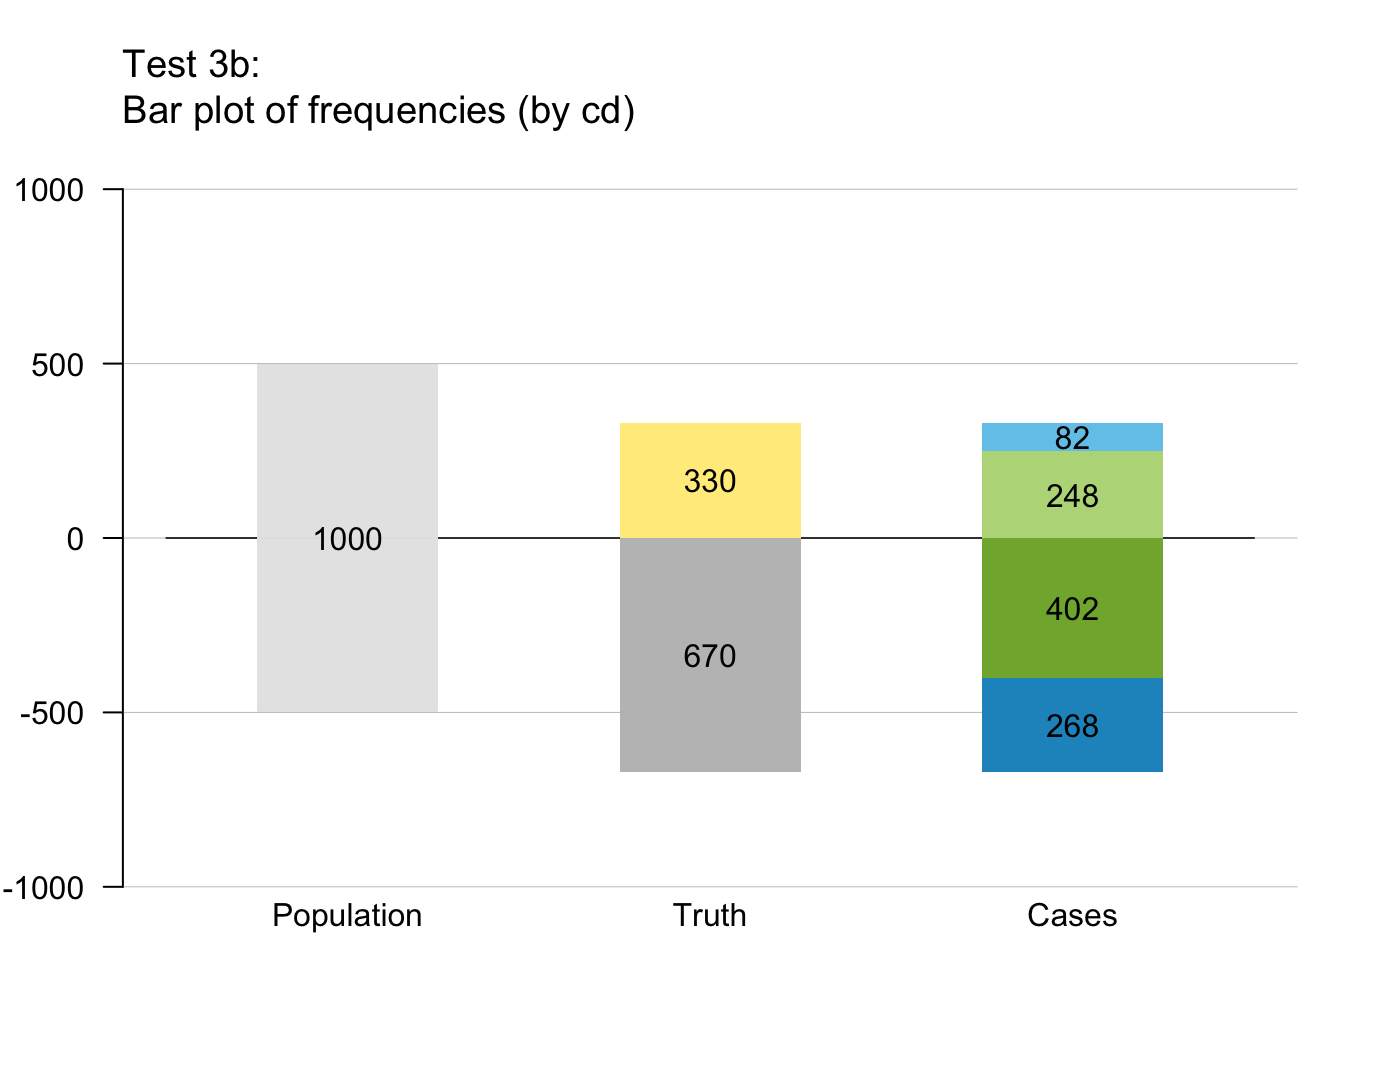 Test 3b:
Bar plot of frequencies (by cd)
1000
500
0
-500
-1000
1000
330
670
82
248
402
268
Population
Truth
Cases